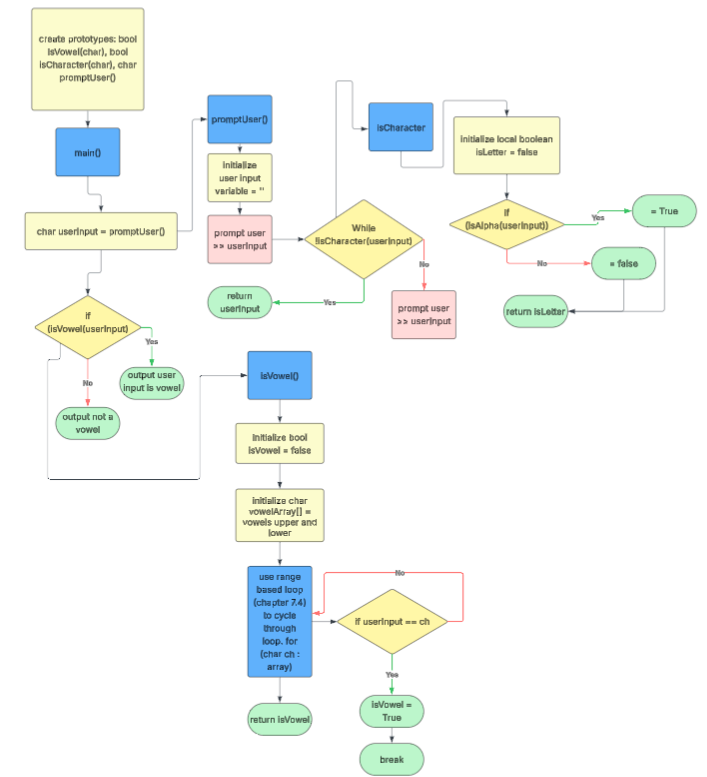 create prototypes: bool
isVowel(char), bool
isCharacter(char), char
promptUser()
main()
char userInput = promptUser()
if
(isVowel(userInput)
Yes
No
output user
input is vowel
output not a
vowel
promptUser()
initialize
user input
variable = ''
prompt user
>> userInput
While
!isCharacter(userInput)
No
Yes
return
userInput
prompt user
>> userInput
isCharacter
initialize local boolean
isLetter = false
if
(isAlpha(userInput))
Yes
= True
No
= false
return isLetter
isVowel()
initialize bool
isVowel = false
initialize char
vowelArray[] =
vowels upper and
lower
use range
based loop
(chapter 7.4)
to cycle
through
loop. for
(char ch :
array)
No
if userInput == ch
Yes
isVowel =
True
break
return isVowel